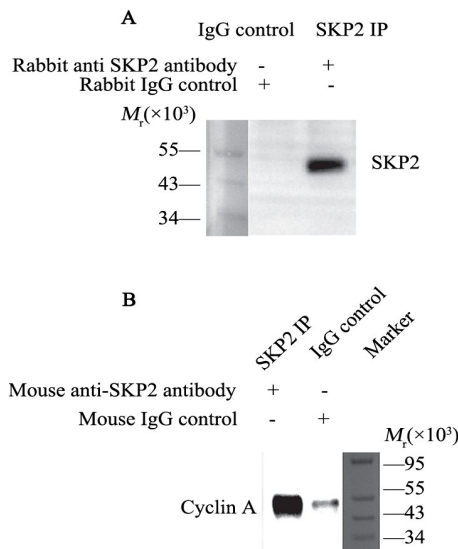 A
IgG control SKP2 IP
Rabbit anti SKP2 antibody - +
Rabbit IgG control + -
Mr(×10³)
55
43
34
SKP2
B
SKP2 IP
IgG control
Marker
Mouse anti-SKP2 antibody + -
Mouse IgG control - +
Mr(×10³)
95
55
43
34
Cyclin A